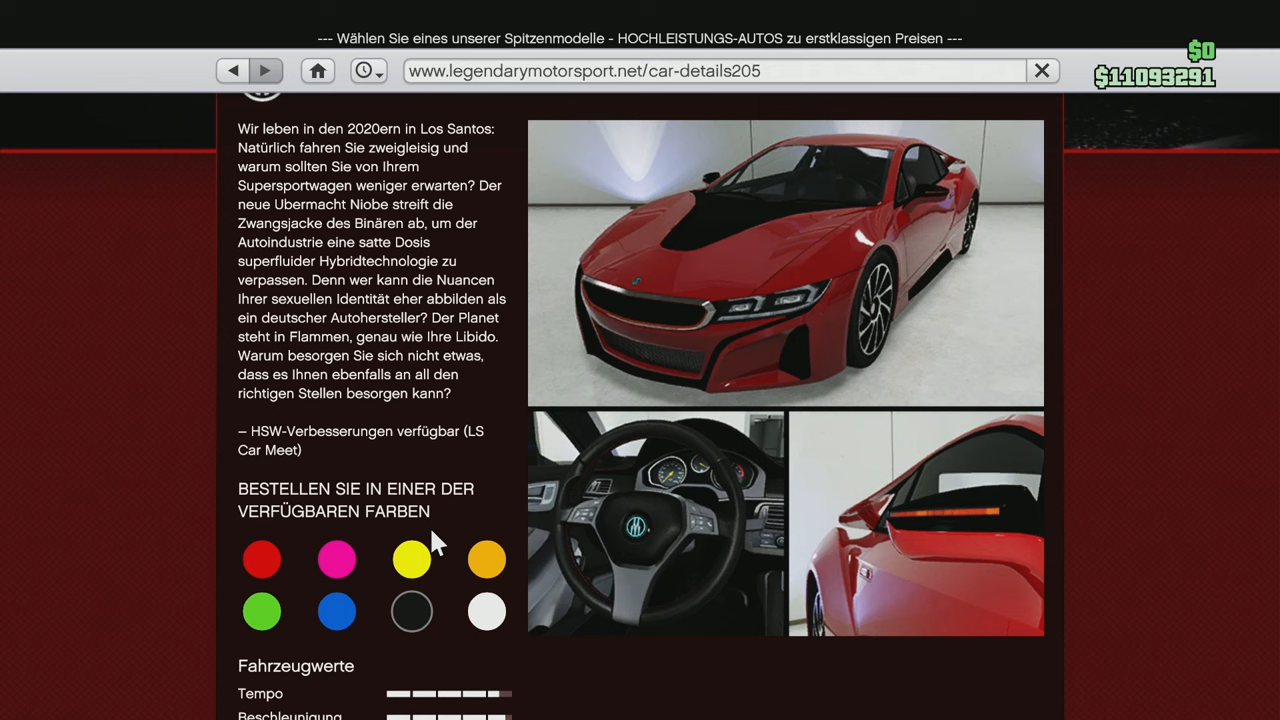 --- Wählen Sie eines unserer Spitzenmodelle - HOCHLEISTUNGS-AUTOS zu erstklassigen Preisen ---
$0
www.legendarymotorsport.net/car-details205
$11093291
Wir leben in den 2020ern in Los Santos:
Natürlich fahren Sie zweigleisig und
warum sollten Sie von Ihrem
Supersportwagen weniger erwarten? Der
neue Ubermacht Niobe streift die
Zwangsjacke des Binären ab, um der
Autoindustrie eine satte Dosis
superfluider Hybridtechnologie zu
verpassen. Denn wer kann die Nuancen
Ihrer sexuellen Identität eher abbilden als
ein deutscher Autohersteller? Der Planet
steht in Flammen, genau wie Ihre Libido.
Warum besorgen Sie sich nicht etwas,
dass es Ihnen ebenfalls an all den
richtigen Stellen besorgen kann?
– HSW-Verbesserungen verfügbar (LS
Car Meet)
BESTELLEN SIE IN EINER DER
VERFÜGBAREN FARBEN
Fahrzeugwerte
Tempo
Beschleunigung